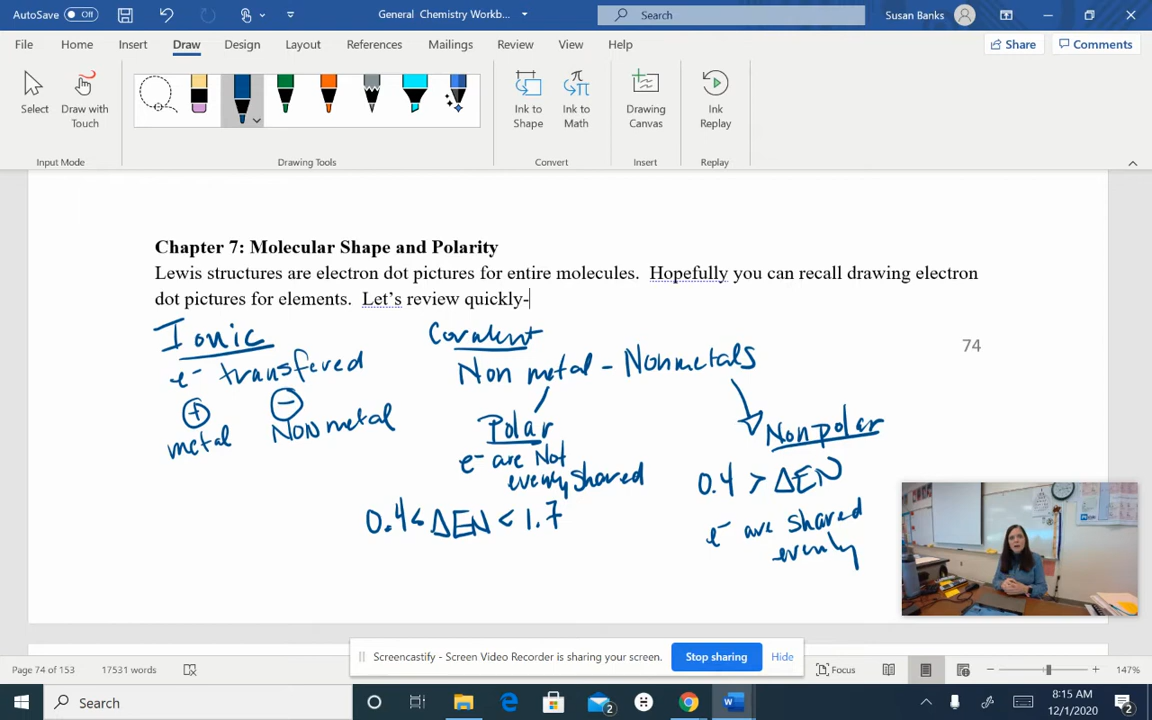 AutoSave Off
General Chemistry Workb...
Search
Susan Banks
File Home Insert Draw Design Layout References Mailings Review View Help
Share
Comments
Select
Draw with Touch
Ink to Shape
Ink to Math
Drawing Canvas
Ink Replay
Input Mode
Drawing Tools
Convert
Insert
Replay
Chapter 7: Molecular Shape and Polarity
Lewis structures are electron dot pictures for entire molecules. Hopefully you can recall drawing electron
dot pictures for elements. Let's review quickly-
74
Ionic
e- transfered
+ −
metal Nonmetal
Covalent
Non metal - Nonmetals
Polar
e- are Not
evenly shared
0.4 < ΔEN < 1.7
Nonpolar
0.4 > ΔEN
e- are shared
evenly
Screencastify - Screen Video Recorder is sharing your screen.
Stop sharing
Hide
Page 74 of 153
17531 words
Focus
147%
Search
2
8:15 AM
12/1/2020
2